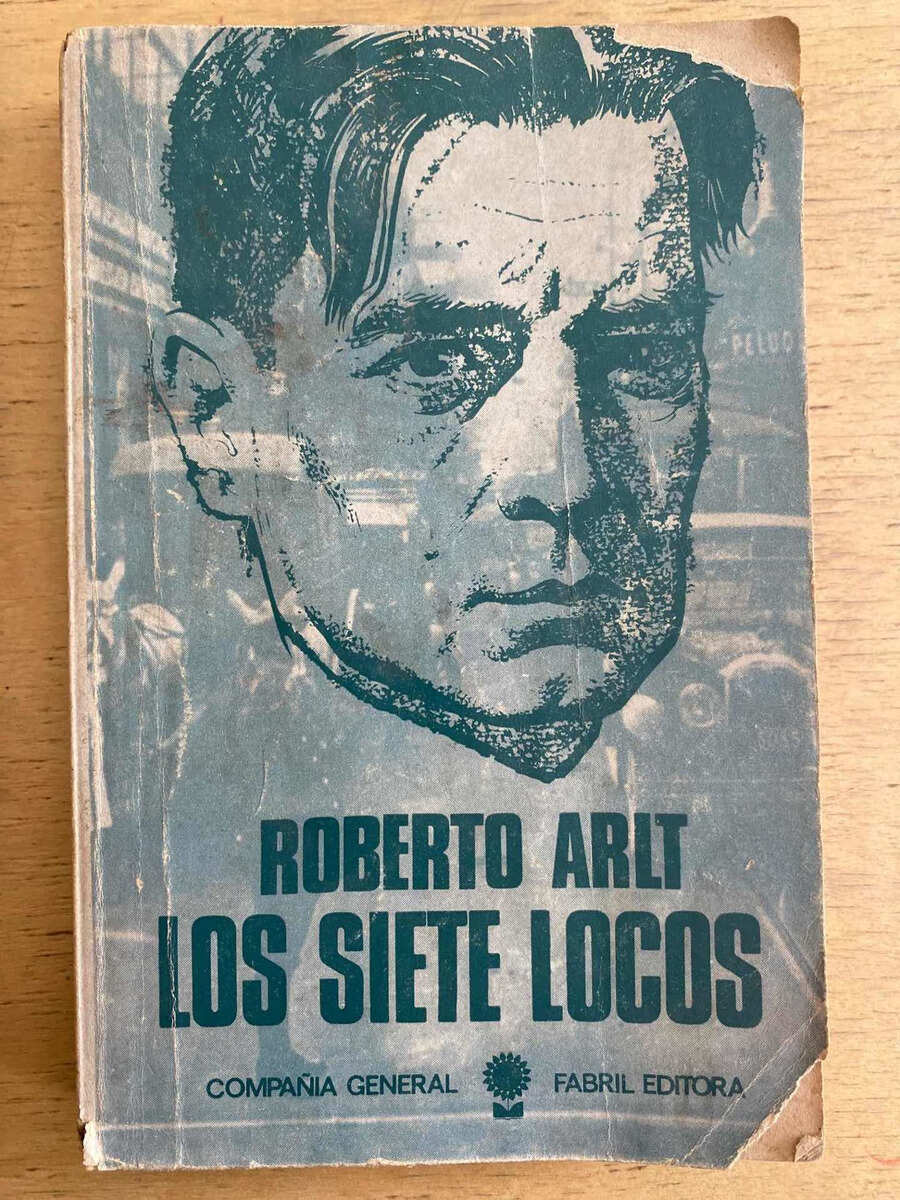 ROBERTO ARLT
LOS SIETE LOCOS
COMPAÑIA GENERAL FABRIL EDITORA